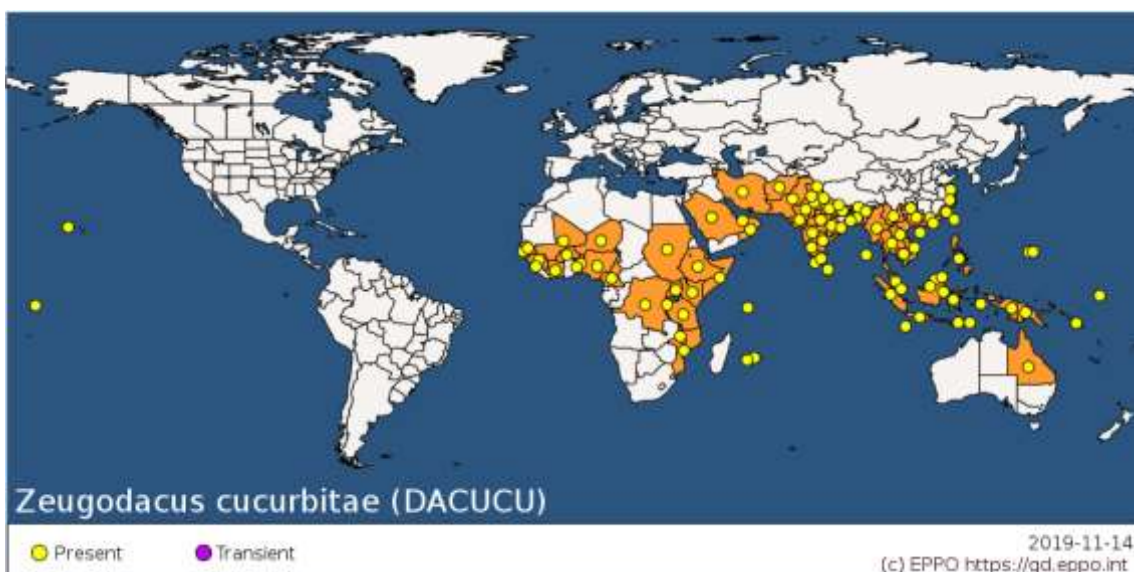 Zeugodacus cucurbitae (DACUCU)
Present
Transient
2019-11-14
(c) EPPO https://gd.eppo.int